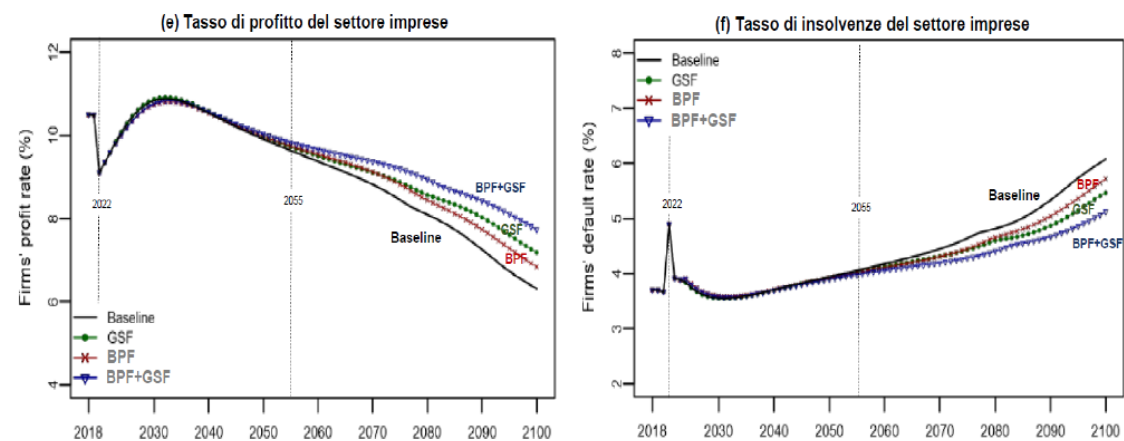 (e) Tasso di profitto del settore imprese
Firms' profit rate (%)
12
10
8
6
4
2022
2055
BPF+GSF
GSF
Baseline
BPF
Baseline
GSF
BPF
BPF+GSF
2018 2030 2040 2050 2060 2070 2080 2090 2100
(f) Tasso di insolvenze del settore imprese
Firms' default rate (%)
8
7
6
5
4
3
2
Baseline
GSF
BPF
BPF+GSF
2022
2055
Baseline
BPF
GSF
BPF+GSF
2018 2030 2040 2050 2060 2070 2080 2090 2100